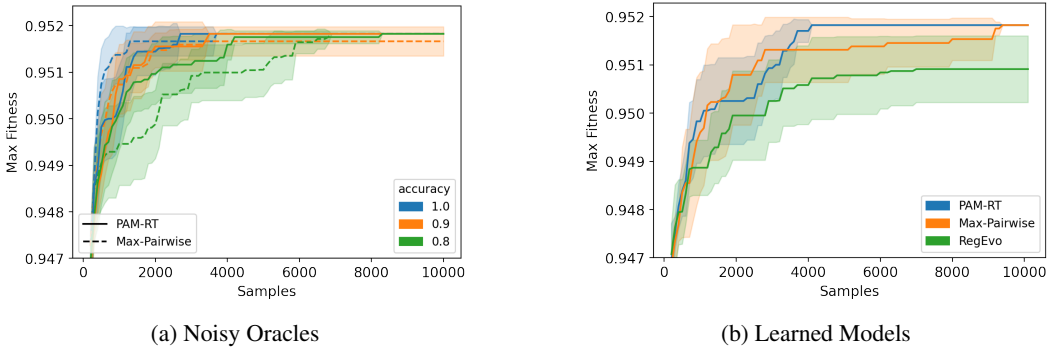 0.952
0.951
0.950
0.949
0.948
0.947
Max Fitness
0
2000
4000
6000
8000
10000
Samples
PAM-RT
Max-Pairwise
accuracy
1.0
0.9
0.8
(a) Noisy Oracles
0.952
0.951
0.950
0.949
0.948
0.947
Max Fitness
0
2000
4000
6000
8000
10000
Samples
PAM-RT
Max-Pairwise
RegEvo
(b) Learned Models